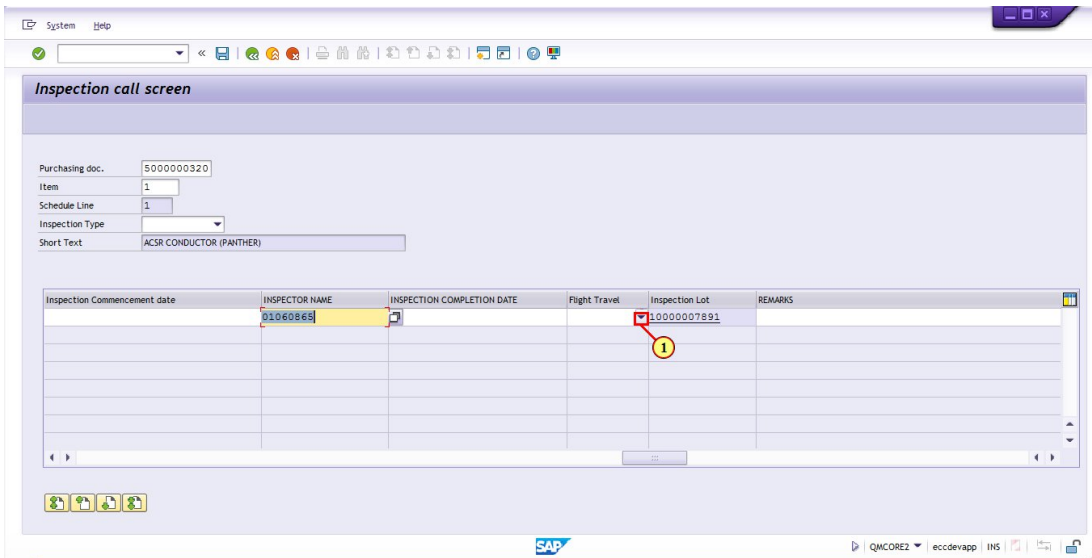 System Help
Inspection call screen
Purchasing doc. 5000000320
Item 1
Schedule Line 1
Inspection Type
Short Text ACSR CONDUCTOR (PANTHER)
Inspection Commencement date INSPECTOR NAME INSPECTION COMPLETION DATE Flight Travel Inspection Lot REMARKS
01060865 10000007891
1
SAP QMCORE2 eccdevapp INS